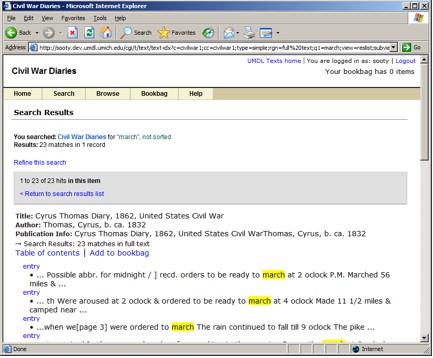 Civil War Diaries - Microsoft Internet Explorer
File Edit View Favorites Tools Help
Back Search Favorites
Address http://sooty.dev.umdl.umich.edu/cgi/t/text/text-idx?c=civilwar1;cc=civilwar1;type=simple;rgn=full%20text;q1=march;view=reslist;subview Go
UMDL Texts home | You are logged in as: sooty | Logout
Civil War Diaries
Your bookbag has 0 items
Home Search Browse Bookbag Help
Search Results
You searched: Civil War Diaries for "march", not sorted
Results: 23 matches in 1 record
Refine this search
1 to 23 of 23 hits in this item
< Return to search results list
Title: Cyrus Thomas Diary, 1862, United States Civil War
Author: Thomas, Cyrus, b. ca. 1832
Publication Info: Cyrus Thomas Diary, 1862, United States Civil WarThomas, Cyrus, b. ca. 1832
→ Search Results: 23 matches in full text
Table of contents | Add to bookbag
entry
• ... Possible abbr. for midnight / ] recd. orders to be ready to march at 2 oclock P.M. Marched 56
miles & ...
entry
• ... th Were aroused at 2 oclock & ordered to be ready to march at 4 oclock Made 11 1/2 miles &
camped near ...
entry
• ...when we[page 3] were ordered to march The rain continued to fall till 9 oclock The pike ...
entry
Done Internet